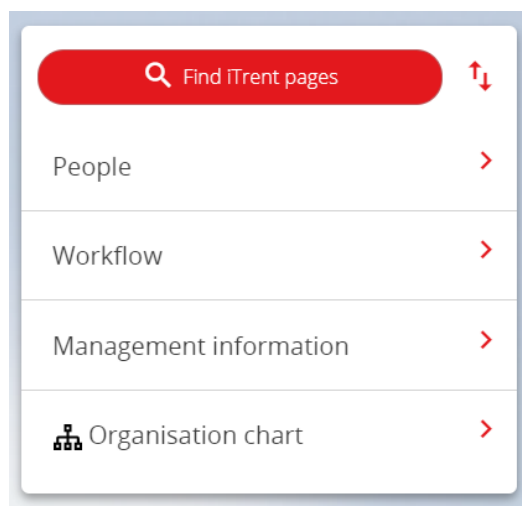 Find iTrent pages
People
Workflow
Management information
Organisation chart